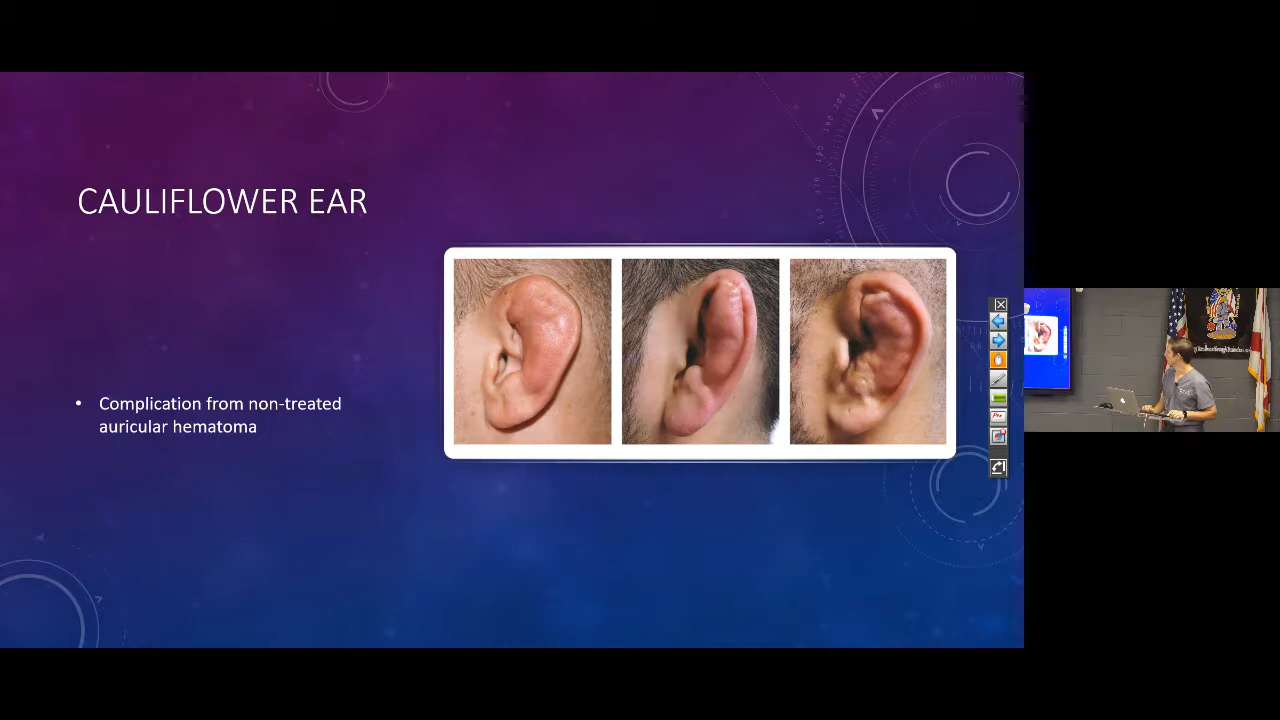 CAULIFLOWER EAR
• Complication from non-treated
auricular hematoma